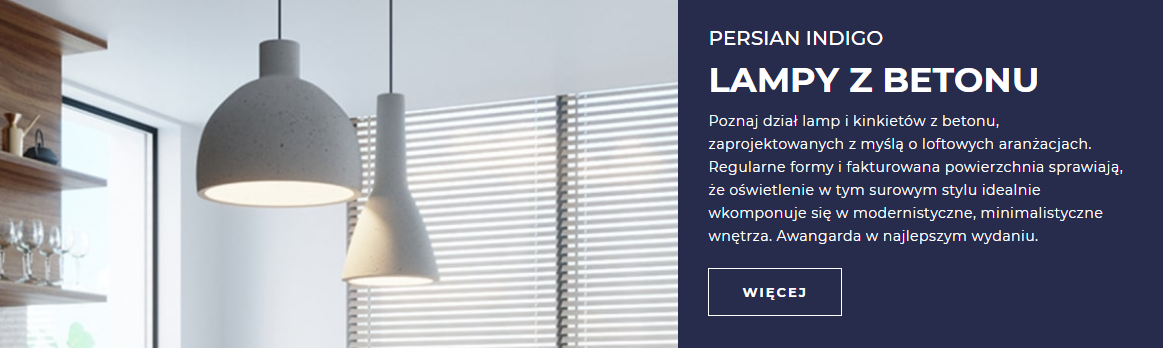 PERSIAN INDIGO
LAMPY Z BETONU
Poznaj dział lamp i kinkietów z betonu,
zaprojektowanych z myślą o loftowych aranżacjach.
Regularne formy i fakturowana powierzchnia sprawiają,
że oświetlenie w tym surowym stylu idealnie
wkomponuje się w modernistyczne, minimalistyczne
wnętrza. Awangarda w najlepszym wydaniu.
WIĘCEJ